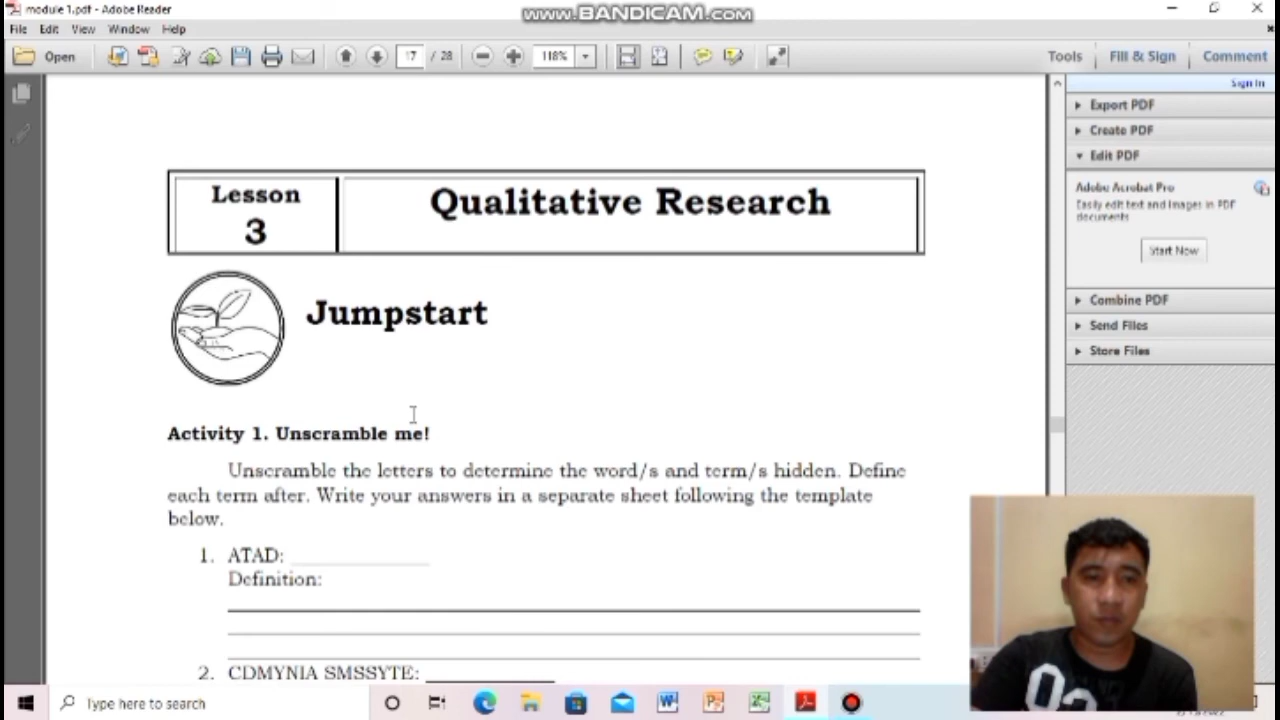 module 1.pdf - Adobe Reader
www.BANDICAM.com
File Edit View Window Help
Open 17 / 28 118% Tools Fill & Sign Comment
Sign In
Export PDF
Create PDF
Edit PDF
Adobe Acrobat Pro
Easily edit text and images in PDF
documents
Start Now
Combine PDF
Send Files
Store Files
Lesson
3
Qualitative Research
Jumpstart
Activity 1. Unscramble me!
Unscramble the letters to determine the word/s and term/s hidden. Define
each term after. Write your answers in a separate sheet following the template
below.
1. ATAD:
Definition:
2. CDMYNIA SMSSYTE:
Type here to search